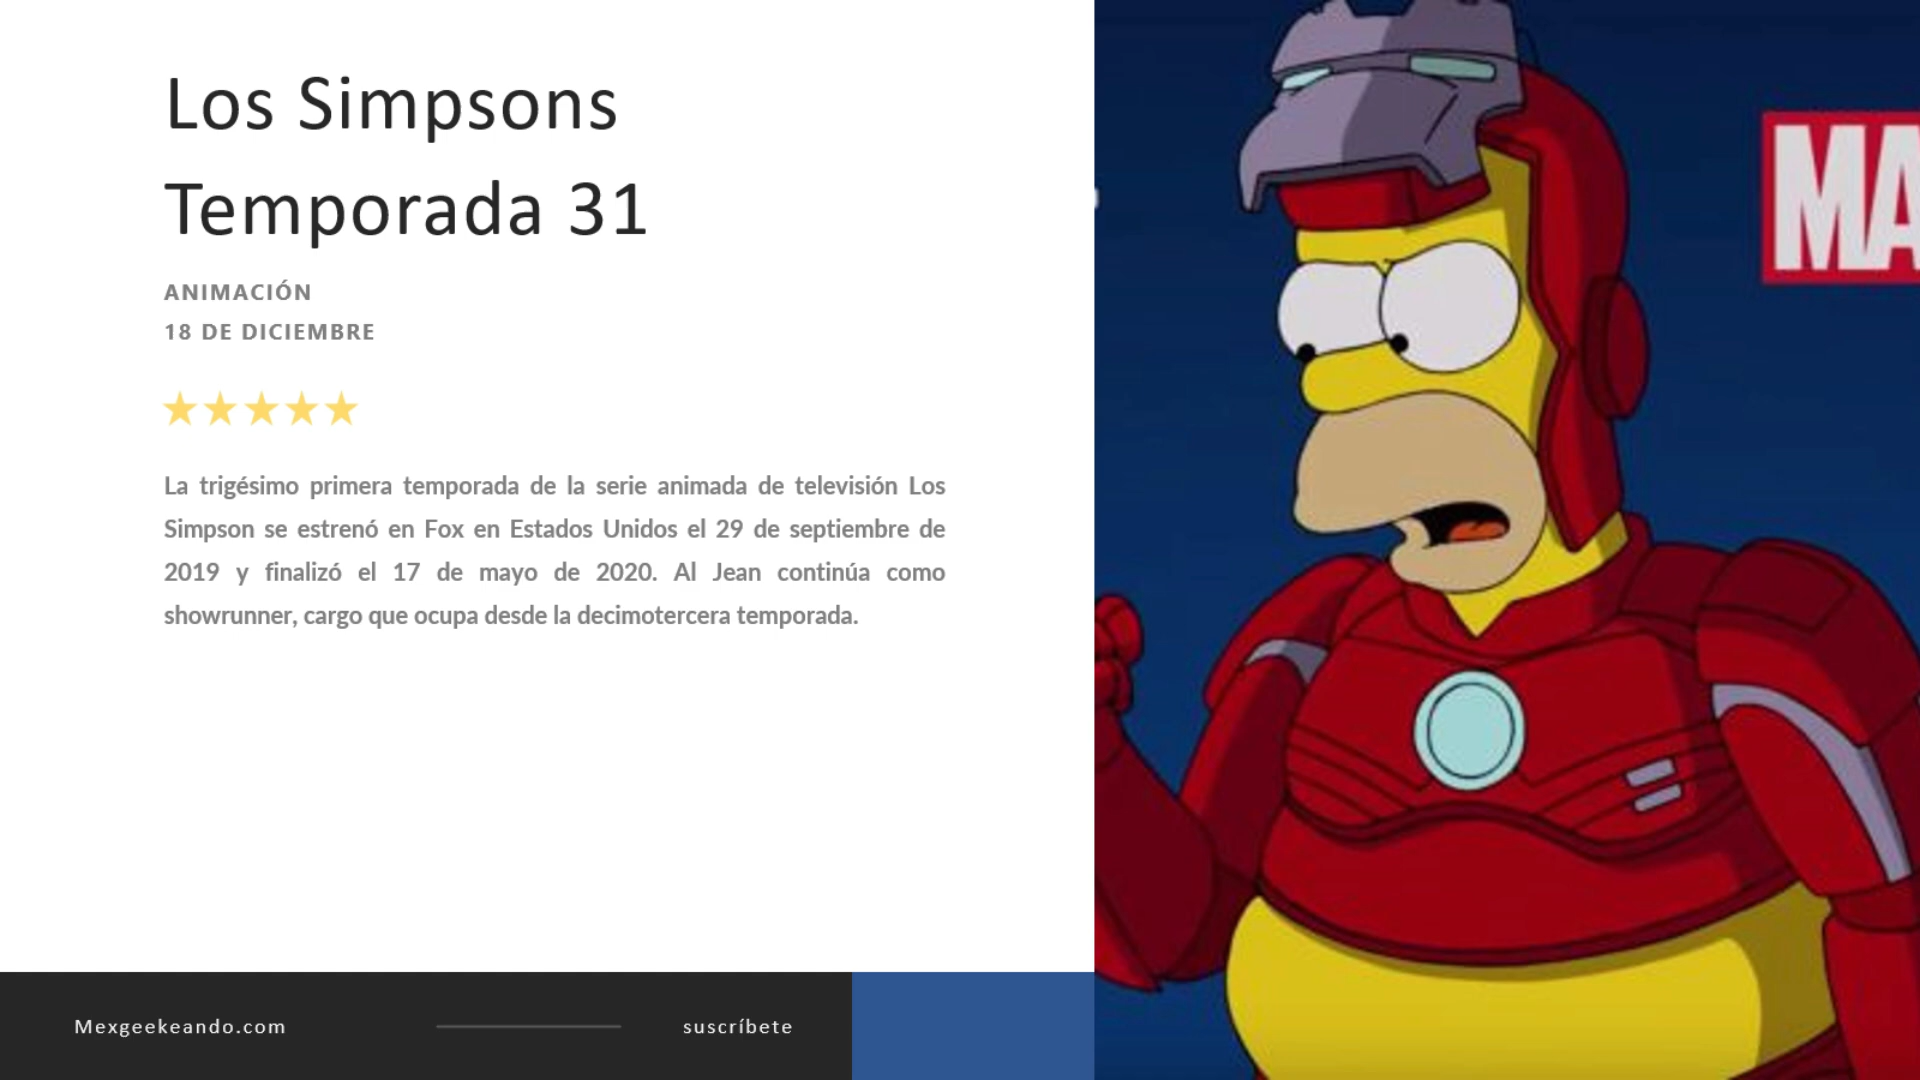 Los Simpsons
Temporada 31
ANIMACIÓN
18 DE DICIEMBRE
La trigésimo primera temporada de la serie animada de televisión Los
Simpson se estrenó en Fox en Estados Unidos el 29 de septiembre de
2019 y finalizó el 17 de mayo de 2020. Al Jean continúa como
showrunner, cargo que ocupa desde la decimotercera temporada.
MA
Mexgeekeando.com
suscríbete